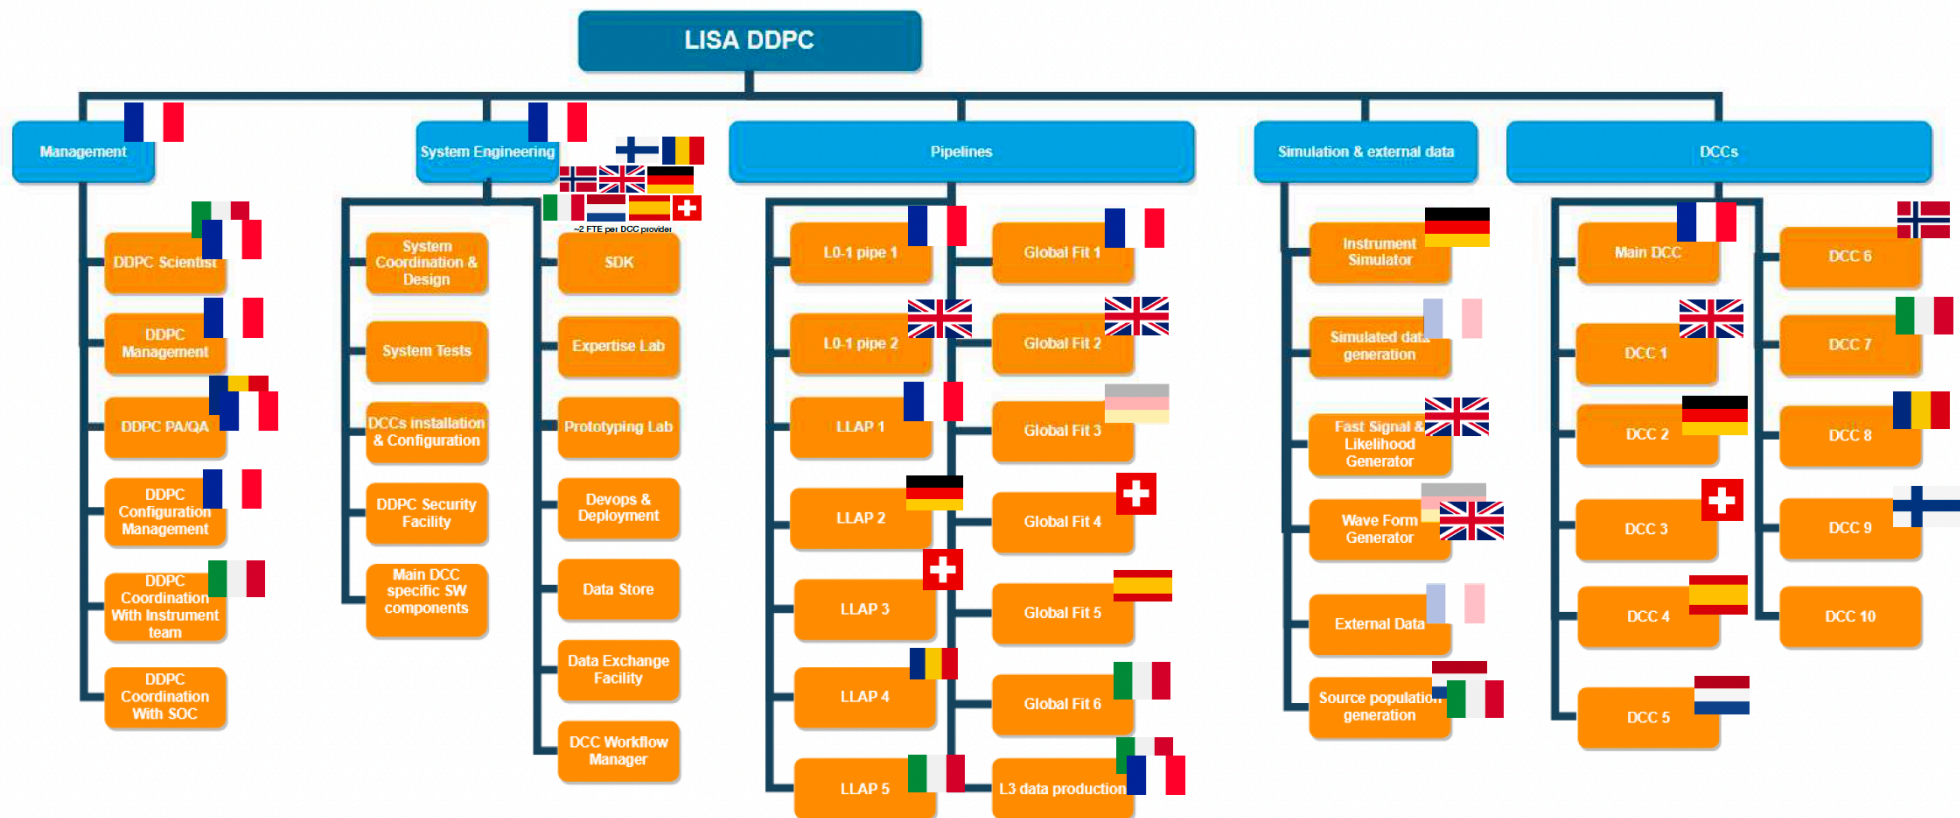 LISA DDPC
Management
System Engineering
Pipelines
Simulation & external data
DCCs
~2 FTE per DCC provider
DDPC Scientist
DDPC
Management
DDPC PA/QA
DDPC
Configuration
Management
DDPC
Coordination
With Instrument
team
DDPC
Coordination
With SOC
System
Coordination &
Design
System Tests
DCCs installation
& Configuration
DDPC Security
Facility
Main DCC
specific SW
components
SDK
Expertise Lab
Prototyping Lab
Devops &
Deployment
Data Store
Data Exchange
Facility
DCC Workflow
Manager
L0-1 pipe 1
L0-1 pipe 2
LLAP 1
LLAP 2
LLAP 3
LLAP 4
LLAP 5
Global Fit 1
Global Fit 2
Global Fit 3
Global Fit 4
Global Fit 5
Global Fit 6
L3 data production
Instrument
Simulator
Simulated data
generation
Fast Signal &
Likelihood
Generator
Wave Form
Generator
External Data
Source population
generation
Main DCC
DCC 1
DCC 2
DCC 3
DCC 4
DCC 5
DCC 6
DCC 7
DCC 8
DCC 9
DCC 10